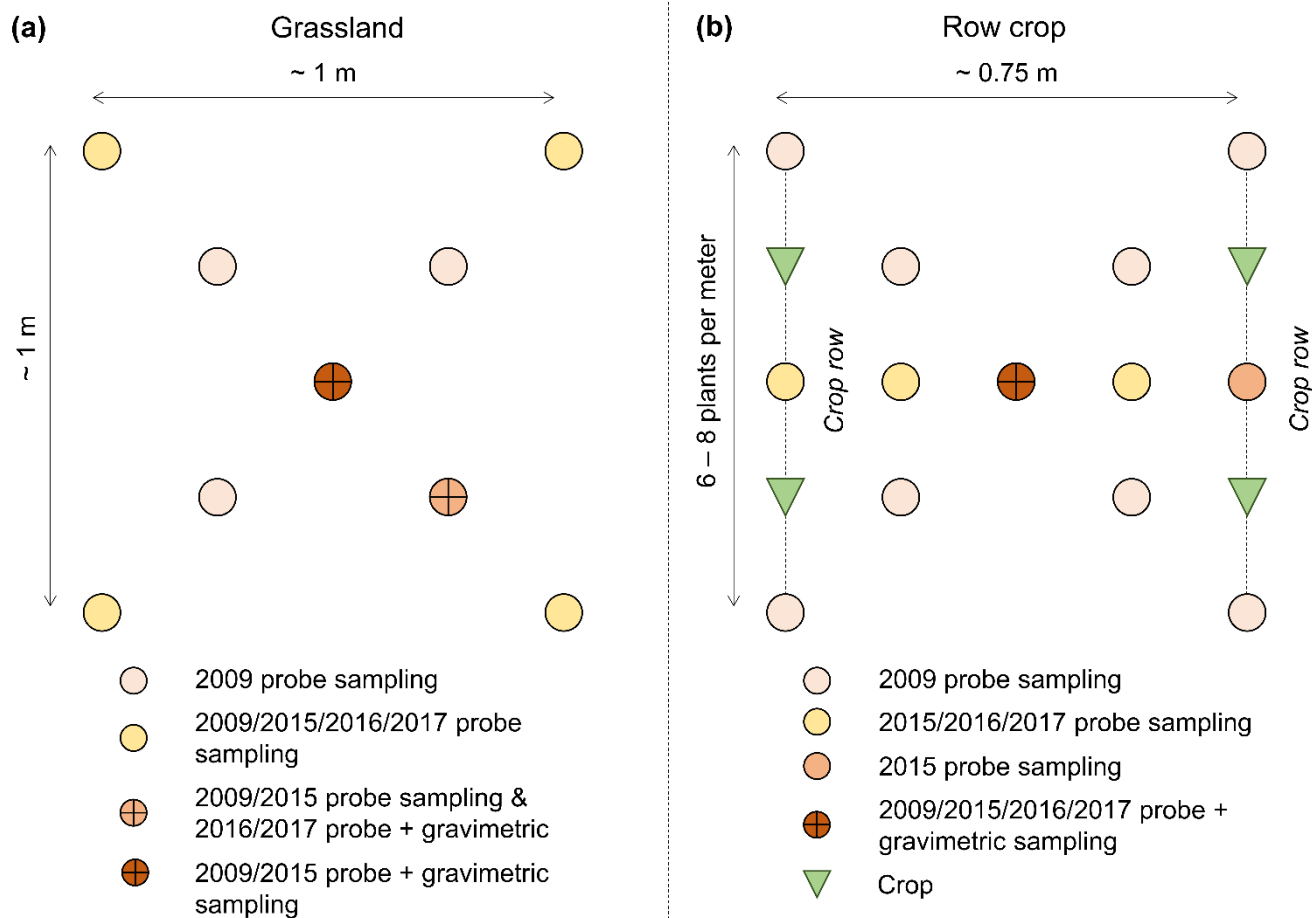 (a)
Grassland
~ 1 m
~ 1 m
2009 probe sampling
2009/2015/2016/2017 probe
sampling
2009/2015 probe sampling &
2016/2017 probe + gravimetric
2009/2015 probe + gravimetric
sampling
(b)
Row crop
~ 0.75 m
6 – 8 plants per meter
Crop row
Crop row
2009 probe sampling
2015/2016/2017 probe sampling
2015 probe sampling
2009/2015/2016/2017 probe +
gravimetric sampling
Crop